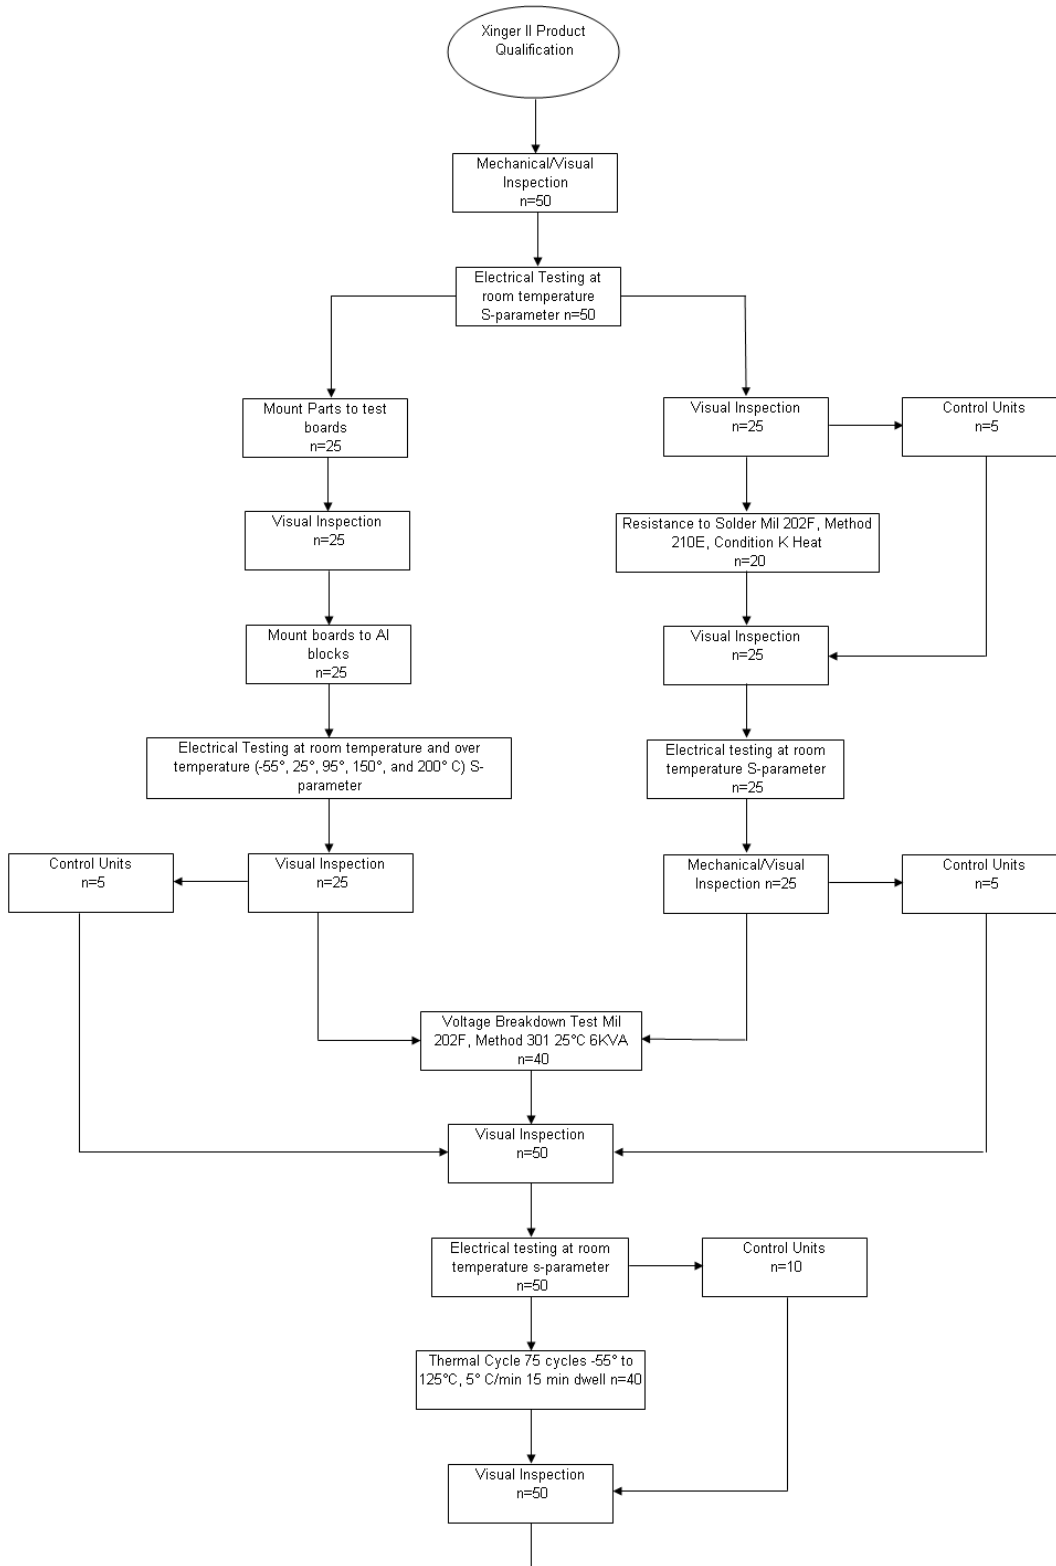 Xinger II Product
Qualification
Mechanical/Visual
Inspection
n=50
Electrical Testing at
room temperature
S-parameter n=50
Mount Parts to test
boards
n=25
Visual Inspection
n=25
Control Units
n=5
Visual Inspection
n=25
Resistance to Solder Mil 202F, Method
210E, Condition K Heat
n=20
Mount boards to Al
blocks
n=25
Visual Inspection
n=25
Electrical Testing at room temperature and over
temperature (-55°, 25°, 95°, 150°, and 200° C) S-
parameter
Electrical testing at room
temperature S-parameter
n=25
Control Units
n=5
Visual Inspection
n=25
Mechanical/Visual
Inspection n=25
Control Units
n=5
Voltage Breakdown Test Mil
202F, Method 301 25°C 6KVA
n=40
Visual Inspection
n=50
Electrical testing at room
temperature s-parameter
n=50
Control Units
n=10
Thermal Cycle 75 cycles -55° to
125°C, 5° C/min 15 min dwell n=40
Visual Inspection
n=50